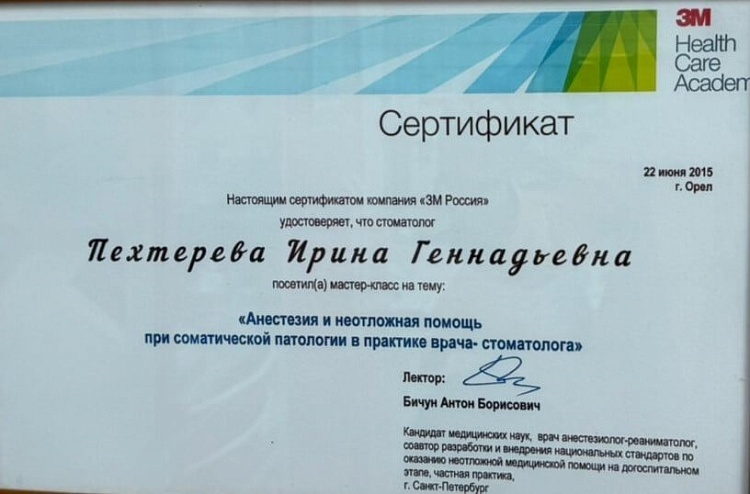 3M
Health
Care
Academ
Сертификат
22 июня 2015
г. Орел
Настоящим сертификатом компания «3М Россия»
удостоверяет, что стоматолог
Пехтерева Ирина Геннадьевна
посетил(а) мастер-класс на тему:
«Анестезия и неотложная помощь
при соматической патологии в практике врача- стоматолога»
Лектор:
Бичун Антон Борисович
Кандидат медицинских наук, врач анестезиолог-реаниматолог,
соавтор разработки и внедрения национальных стандартов по
оказанию неотложной медицинской помощи на догоспитальном
этапе, частная практика,
г. Санкт-Петербург